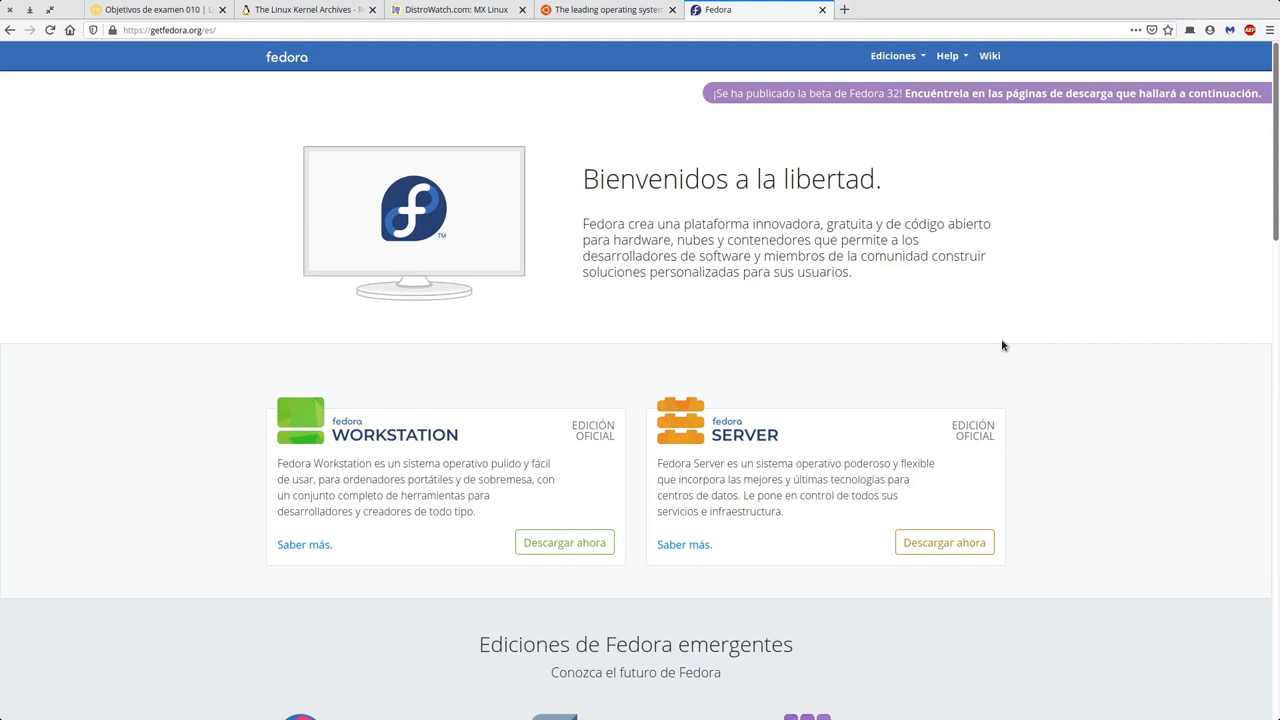 Objetivos de examen 010 | L
The Linux Kernel Archives - R
DistroWatch.com: MX Linux
The leading operating system
Fedora
https://getfedora.org/es/
ABP
fedora
Ediciones
Help
Wiki
¡Se ha publicado la beta de Fedora 32! Encuéntrela en las páginas de descarga que hallará a continuación.
TM
Bienvenidos a la libertad.
Fedora crea una plataforma innovadora, gratuita y de código abierto
para hardware, nubes y contenedores que permite a los
desarrolladores de software y miembros de la comunidad construir
soluciones personalizadas para sus usuarios.
fedora
WORKSTATION
EDICIÓN
OFICIAL
Fedora Workstation es un sistema operativo pulido y fácil
de usar, para ordenadores portátiles y de sobremesa, con
un conjunto completo de herramientas para
desarrolladores y creadores de todo tipo.
Saber más.
Descargar ahora
fedora
SERVER
EDICIÓN
OFICIAL
Fedora Server es un sistema operativo poderoso y flexible
que incorpora las mejores y últimas tecnologías para
centros de datos. Le pone en control de todos sus
servicios e infraestructura.
Saber más.
Descargar ahora
Ediciones de Fedora emergentes
Conozca el futuro de Fedora